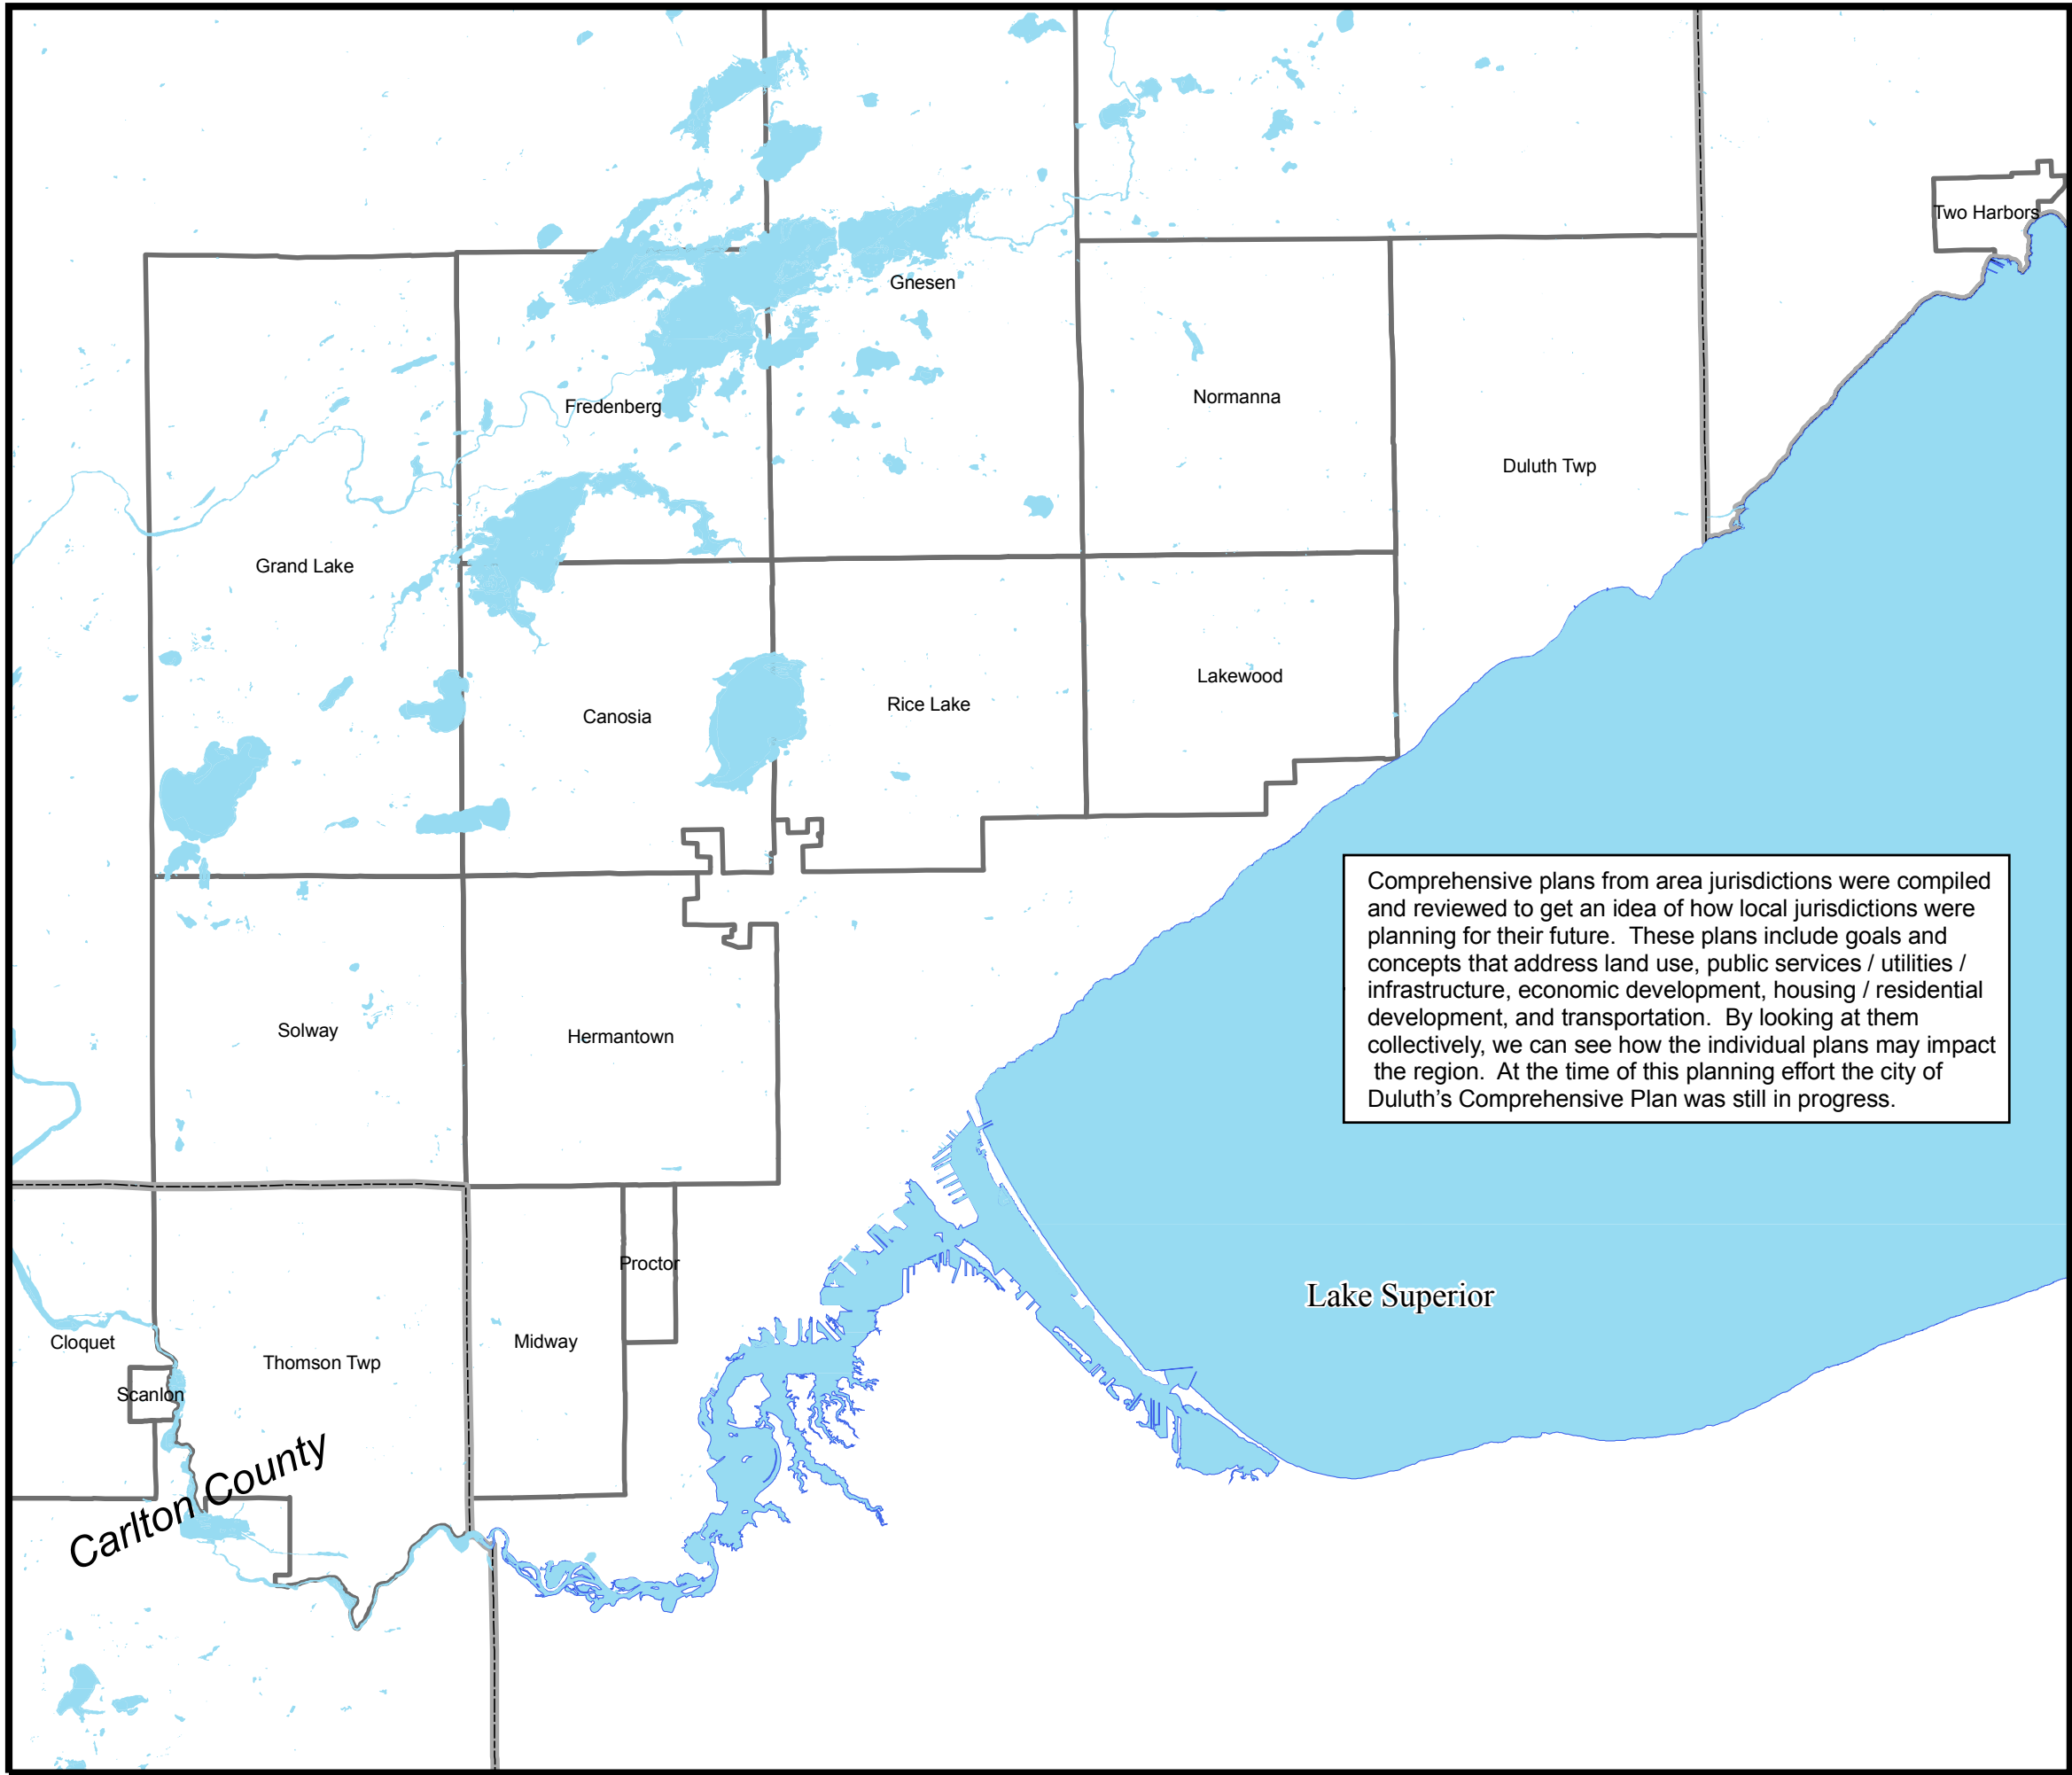 Two Harbors
Gnesen
Normanna
Fredenberg
Duluth Twp
Grand Lake
Lakewood
Rice Lake
Canosia
Comprehensive plans from area jurisdictions were compiled
and reviewed to get an idea of how local jurisdictions were
planning for their future.  These plans include goals and
concepts that address land use, public services / utilities /
infrastructure, economic development, housing / residential
development, and transportation.  By looking at them
collectively, we can see how the individual plans may impact
the region.  At the time of this planning effort the city of
Duluth's Comprehensive Plan was still in progress.
Solway
Hermantown
Proctor
Lake Superior
Cloquet
Midway
Thomson Twp
Scanlon
Carlton County